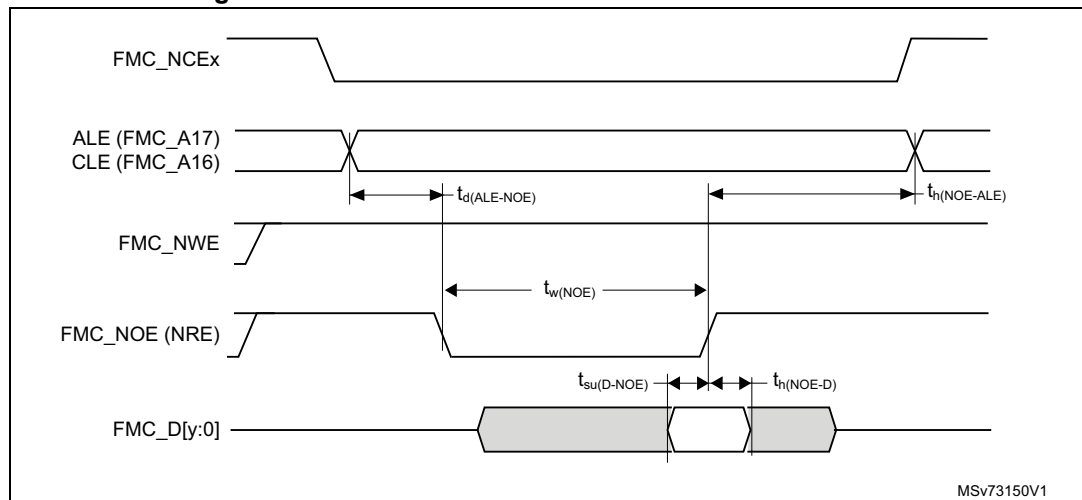 FMC_NCEx
ALE (FMC_A17)
CLE (FMC_A16)
td(ALE-NOE)
th(NOE-ALE)
FMC_NWE
tw(NOE)
FMC_NOE (NRE)
tsu(D-NOE)
th(NOE-D)
FMC_D[y:0]
MSv73150V1